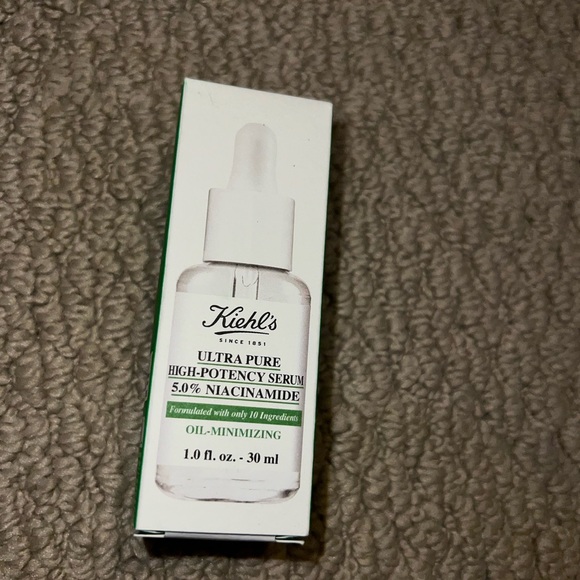 Kiehl's
SINCE 1851
ULTRA PURE
HIGH-POTENCY SERUM
5.0% NIACINAMIDE
Formulated with only 10 Ingredients
OIL-MINIMIZING
1.0 fl. oz. - 30 ml